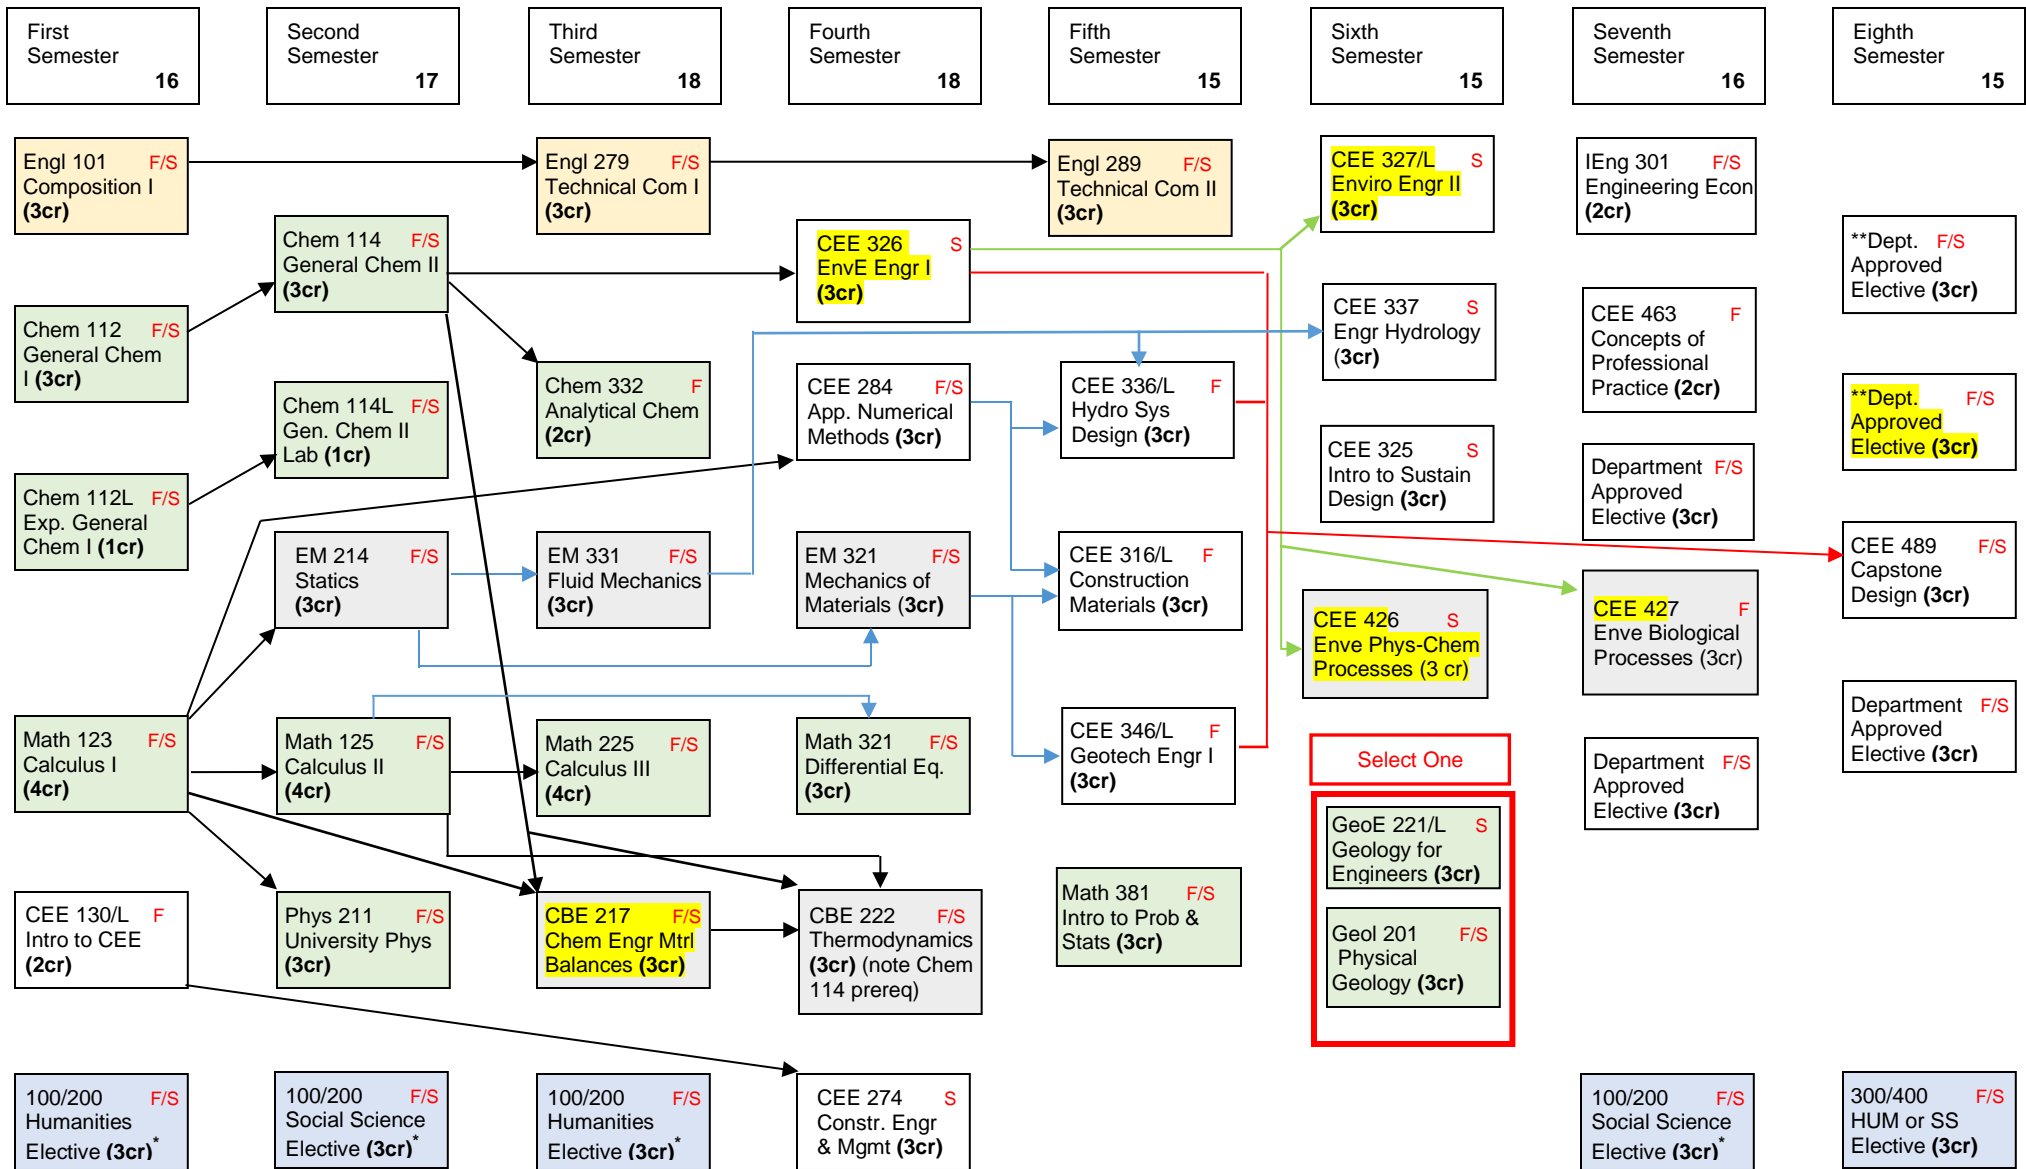 First
Semester
16
Second
Semester
17
Third
Semester
18
Fourth
Semester
18
Fifth
Semester
15
Sixth
Semester
15
Seventh
Semester
16
Eighth
Semester
15
Engl 101 F/S
Composition I
(3cr)
Chem 112 F/S
General Chem
I (3cr)
Chem 112L F/S
Exp. General
Chem I (1cr)
Math 123 F/S
Calculus I
(4cr)
CEE 130/L F
Intro to CEE
(2cr)
100/200 F/S
Humanities
Elective (3cr)*
Chem 114 F/S
General Chem II
(3cr)
Chem 114L F/S
Gen. Chem II
Lab (1cr)
EM 214 F/S
Statics
(3cr)
Math 125 F/S
Calculus II
(4cr)
Phys 211 F/S
University Phys
(3cr)
100/200 F/S
Social Science
Elective (3cr)*
Engl 279 F/S
Technical Com I
(3cr)
Chem 332 F
Analytical Chem
(2cr)
EM 331 F/S
Fluid Mechanics
(3cr)
Math 225 F/S
Calculus III
(4cr)
CBE 217 F/S
Chem Engr Mtrl
Balances (3cr)
100/200 F/S
Humanities
Elective (3cr)*
CEE 326 S
EnvE Engr I
(3cr)
CEE 284 F/S
App. Numerical
Methods (3cr)
EM 321 F/S
Mechanics of
Materials (3cr)
Math 321 F/S
Differential Eq.
(3cr)
CBE 222 F/S
Thermodynamics
(3cr) (note Chem
114 prereq)
CEE 274 S
Constr. Engr
& Mgmt (3cr)
Engl 289 F/S
Technical Com II
(3cr)
CEE 336/L F
Hydro Sys
Design (3cr)
CEE 316/L F
Construction
Materials (3cr)
CEE 346/L F
Geotech Engr I
(3cr)
Math 381 F/S
Intro to Prob &
Stats (3cr)
CEE 327/L S
Enviro Engr II
(3cr)
CEE 337 S
Engr Hydrology
(3cr)
CEE 325 S
Intro to Sustain
Design (3cr)
CEE 426 S
Enve Phys-Chem
Processes (3 cr)
Select One
GeoE 221/L S
Geology for
Engineers (3cr)
Geol 201 F/S
Physical
Geology (3cr)
IEng 301 F/S
Engineering Econ
(2cr)
CEE 463 F
Concepts of
Professional
Practice (2cr)
Department F/S
Approved
Elective (3cr)
CEE 427 F
Enve Biological
Processes (3cr)
Department F/S
Approved
Elective (3cr)
100/200 F/S
Social Science
Elective (3cr)*
**Dept. F/S
Approved
Elective (3cr)
**Dept. F/S
Approved
Elective (3cr)
CEE 489 F/S
Capstone
Design (3cr)
Department F/S
Approved
Elective (3cr)
300/400 F/S
HUM or SS
Elective (3cr)